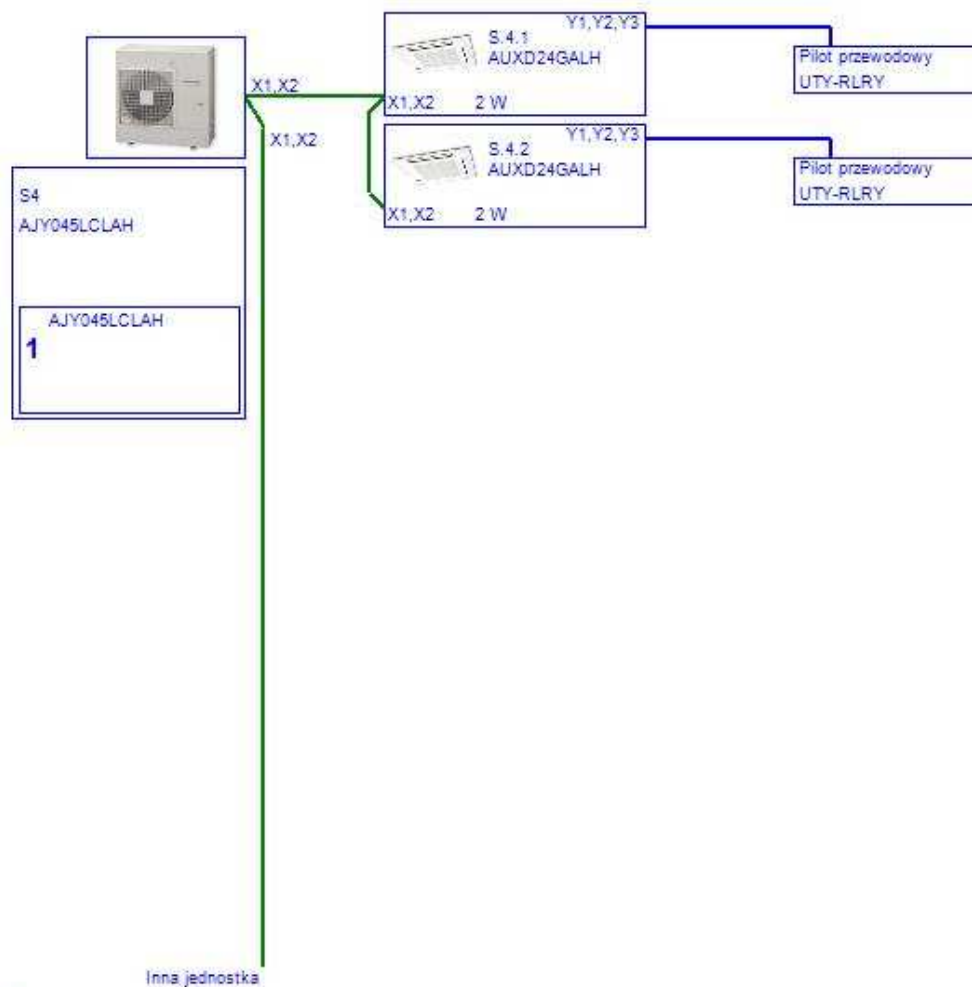 X1,X2
X1,X2
S4
AJY045LCLAH
AJY045LCLAH
1
Y1,Y2,Y3
S.4.1
AUXD24GALH
X1,X2 2 W
Pilot przewodowy
UTY-RLRY
Y1,Y2,Y3
S.4.2
AUXD24GALH
X1,X2 2 W
Pilot przewodowy
UTY-RLRY
Inna jednostka